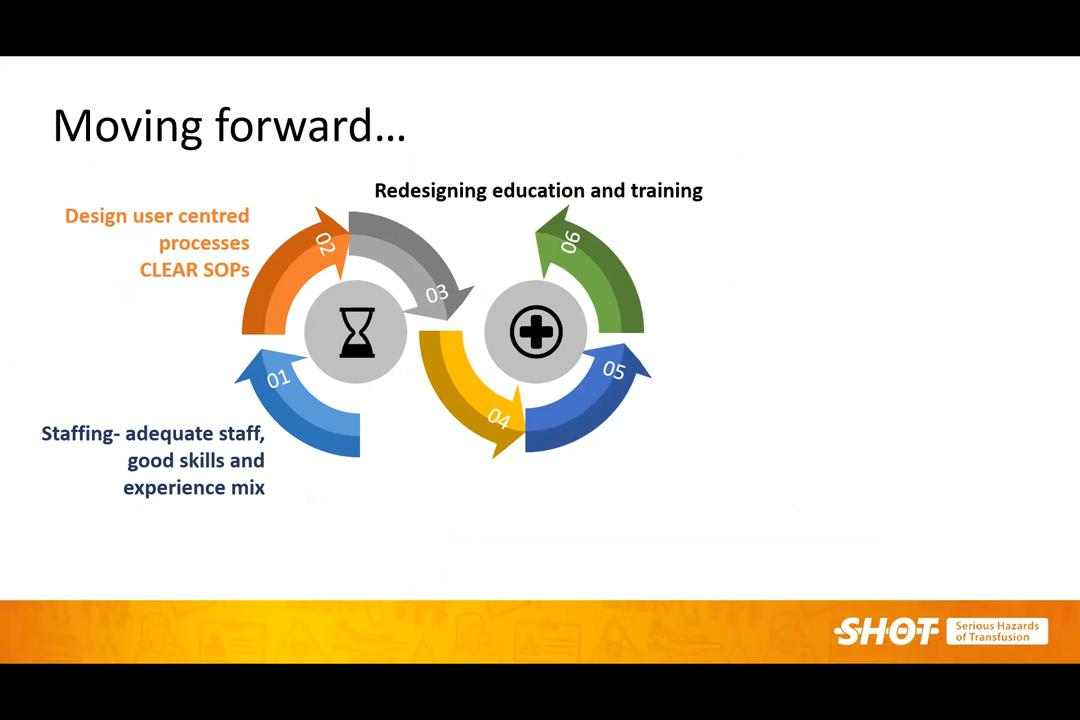 Moving forward...
Redesigning education and training
Design user centred
processes
CLEAR SOPs
02
06
03
01
05
04
Staffing- adequate staff,
good skills and
experience mix
SHOT
Serious Hazards
of Transfusion